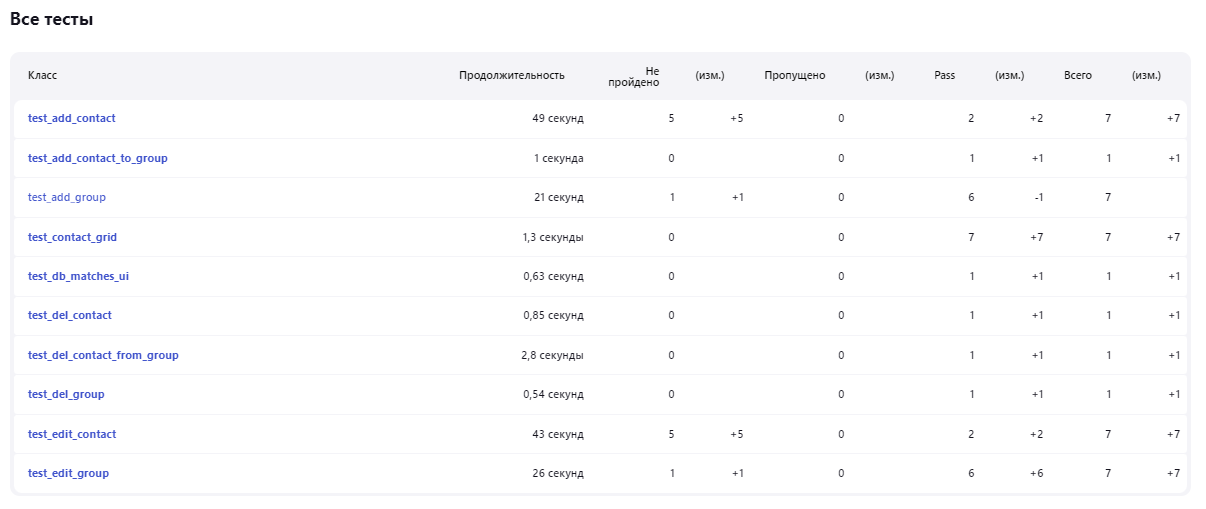 Все тесты
Класс Продолжительность Не пройдено (изм.) Пропущено (изм.) Pass (изм.) Всего (изм.)
test_add_contact 49 секунд 5 +5 0 2 +2 7 +7
test_add_contact_to_group 1 секунда 0 0 1 +1 1 +1
test_add_group 21 секунд 1 +1 0 6 -1 7
test_contact_grid 1,3 секунды 0 0 7 +7 7 +7
test_db_matches_ui 0,63 секунд 0 0 1 +1 1 +1
test_del_contact 0,85 секунд 0 0 1 +1 1 +1
test_del_contact_from_group 2,8 секунды 0 0 1 +1 1 +1
test_del_group 0,54 секунд 0 0 1 +1 1 +1
test_edit_contact 43 секунд 5 +5 0 2 +2 7 +7
test_edit_group 26 секунд 1 +1 0 6 +6 7 +7